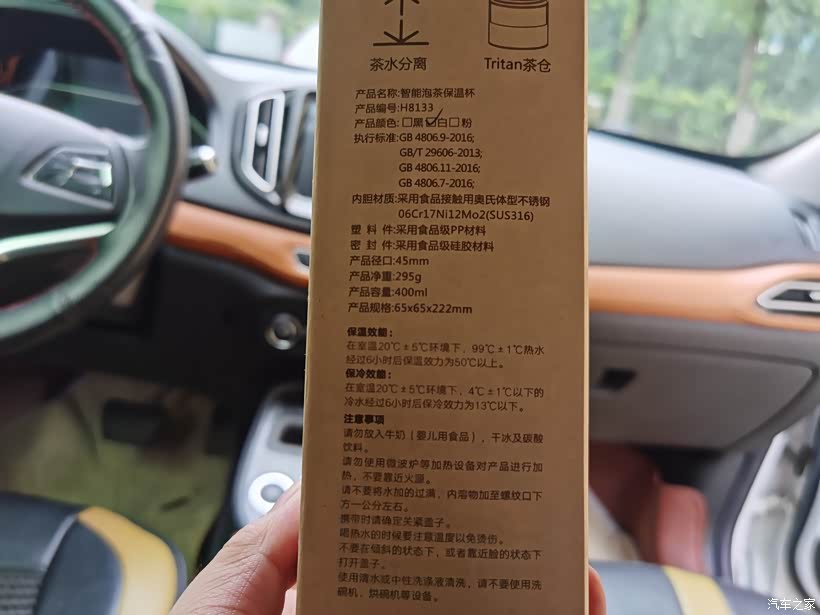 茶水分离
Tritan茶仓
产品名称:智能泡茶保温杯
产品编号:H8133
产品颜色:☐黑☑白☐粉
执行标准:GB 4806.9-2016;
GB/T 29606-2013;
GB 4806.11-2016;
GB 4806.7-2016;
内胆材质:采用食品接触用奥氏体型不锈钢
06Cr17Ni12Mo2(SUS316)
塑 料 件:采用食品级PP材料
密 封 件:采用食品级硅胶材料
产品径口:45mm
产品净重:295g
产品容量:400ml
产品规格:65x65x222mm
保温效能:
在室温20℃±5℃环境下，99℃±1℃热水
经过6小时后保温效力为50℃以上。
保冷效能:
在室温20℃±5℃环境下，4℃±1℃以下的
冷水经过6小时后保冷效力为13℃以下。
注意事项
请勿放入牛奶（婴儿用食品），干冰及碳酸
饮料。
请勿使用微波炉等加热设备对产品进行加
热，不要靠近火源。
请不要将水加的过满，内溶物加至螺纹口下
方一公分左右。
携带时请确定关紧盖子。
喝热水的时候要注意温度以免烫伤。
不要在倾斜的状态下，或者靠近脸的状态下
打开盖子。
使用清水或中性洗涤液清洗，请不要使用洗
碗机，烘碗机等设备。
汽车之家